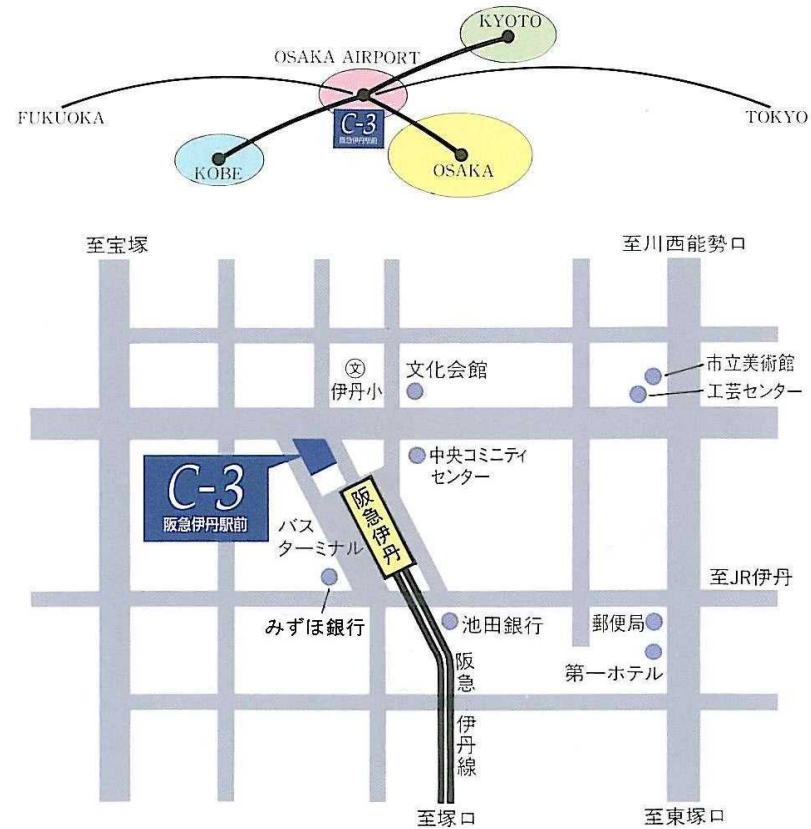 KYOTO
OSAKA AIRPORT
FUKUOKA
C-3
阪急伊丹駅前
TOKYO
KOBE
OSAKA
至宝塚
至川西能勢口
文
伊丹小
文化会館
市立美術館
工芸センター
C-3
阪急伊丹駅前
中央コミニティ
センター
阪急伊丹
バス
ターミナル
至JR伊丹
みずほ銀行
池田銀行
郵便局
第一ホテル
阪急伊丹線
至塚口
至東塚口